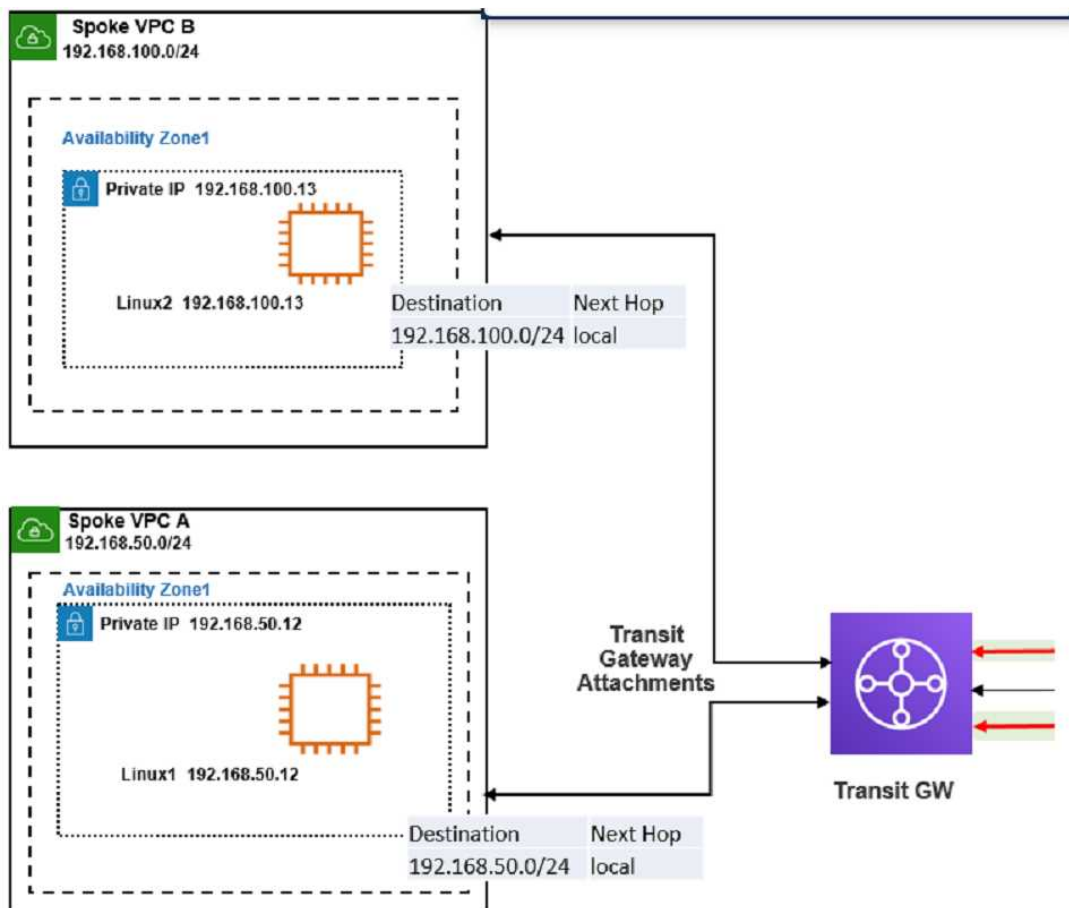 Spoke VPC B
192.168.100.0/24
Availability Zone1
Private IP 192.168.100.13
Linux2 192.168.100.13
Destination Next Hop
192.168.100.0/24 local
Spoke VPC A
192.168.50.0/24
Availability Zone1
Private IP 192.168.50.12
Linux1 192.168.50.12
Destination Next Hop
192.168.50.0/24 local
Transit
Gateway
Attachments
Transit GW